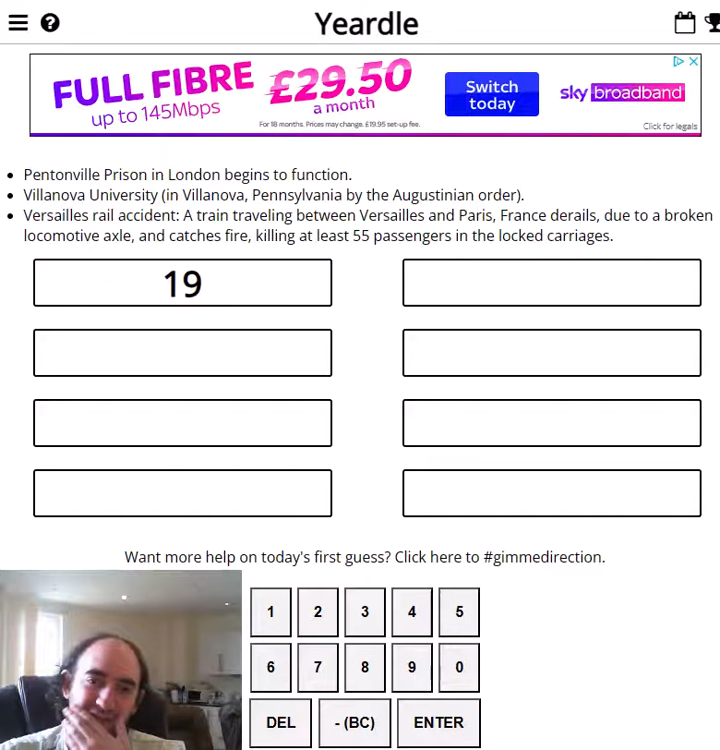 Yeardle
FULL FIBRE £29.50
up to 145Mbps
a month
For 18 months. Prices may change. £19.95 set-up fee.
Switch
today
sky broadband
Click for legals
• Pentonville Prison in London begins to function.
• Villanova University (in Villanova, Pennsylvania by the Augustinian order).
• Versailles rail accident: A train traveling between Versailles and Paris, France derails, due to a broken
locomotive axle, and catches fire, killing at least 55 passengers in the locked carriages.
19
Want more help on today's first guess? Click here to #gimmedirection.
1 2 3 4 5
6 7 8 9 0
DEL - (BC) ENTER